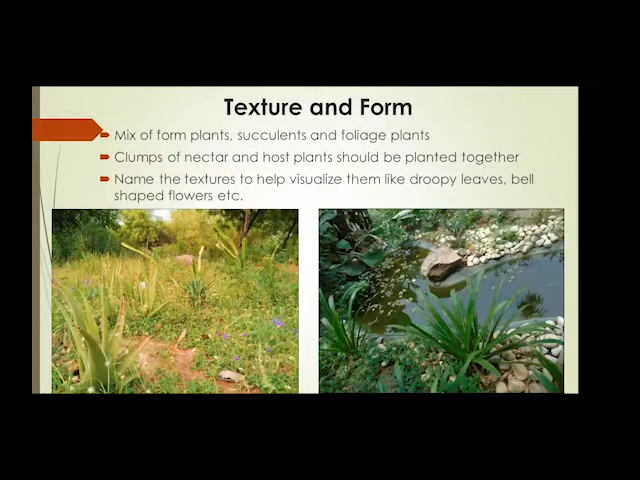 Texture and Form
Mix of form plants, succulents and foliage plants
Clumps of nectar and host plants should be planted together
Name the textures to help visualize them like droopy leaves, bell
shaped flowers etc.